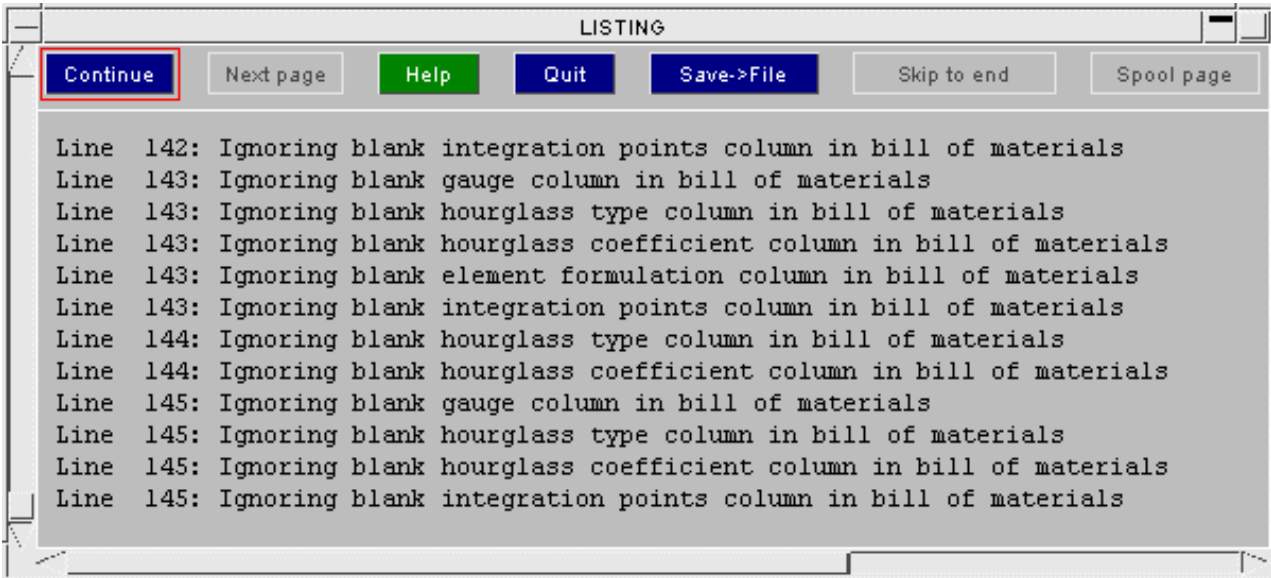 LISTING
Continue Next page Help Quit Save->File Skip to end Spool page
Line 142: Ignoring blank integration points column in bill of materials
Line 143: Ignoring blank gauge column in bill of materials
Line 143: Ignoring blank hourglass type column in bill of materials
Line 143: Ignoring blank hourglass coefficient column in bill of materials
Line 143: Ignoring blank element formulation column in bill of materials
Line 143: Ignoring blank integration points column in bill of materials
Line 144: Ignoring blank hourglass type column in bill of materials
Line 144: Ignoring blank hourglass coefficient column in bill of materials
Line 145: Ignoring blank gauge column in bill of materials
Line 145: Ignoring blank hourglass type column in bill of materials
Line 145: Ignoring blank hourglass coefficient column in bill of materials
Line 145: Ignoring blank integration points column in bill of materials